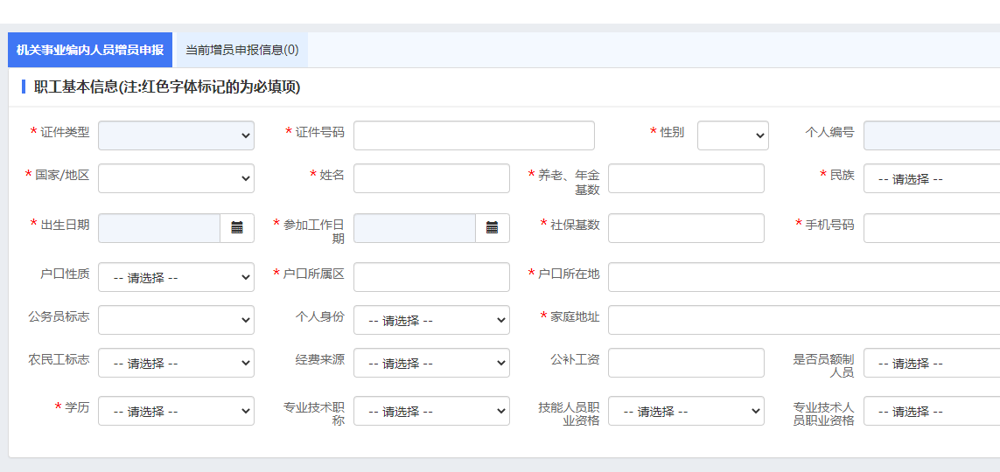 机关事业编内人员增员申报 当前增员申报信息(0)
职工基本信息(注:红色字体标记的为必填项)
* 证件类型 * 证件号码 * 性别 个人编号
* 国家/地区 * 姓名 * 养老、年金
基数 * 民族 -- 请选择 --
* 出生日期 * 参加工作日
期 * 社保基数 * 手机号码
户口性质 -- 请选择 -- * 户口所属区 * 户口所在地
公务员标志 个人身份 -- 请选择 -- * 家庭地址
农民工标志 -- 请选择 -- 经费来源 -- 请选择 -- 公补工资 是否员额制
人员 -- 请选择 --
* 学历 -- 请选择 -- 专业技术职
称 -- 请选择 -- 技能人员职
业资格 -- 请选择 -- 专业技术人
员职业资格 -- 请选择 --